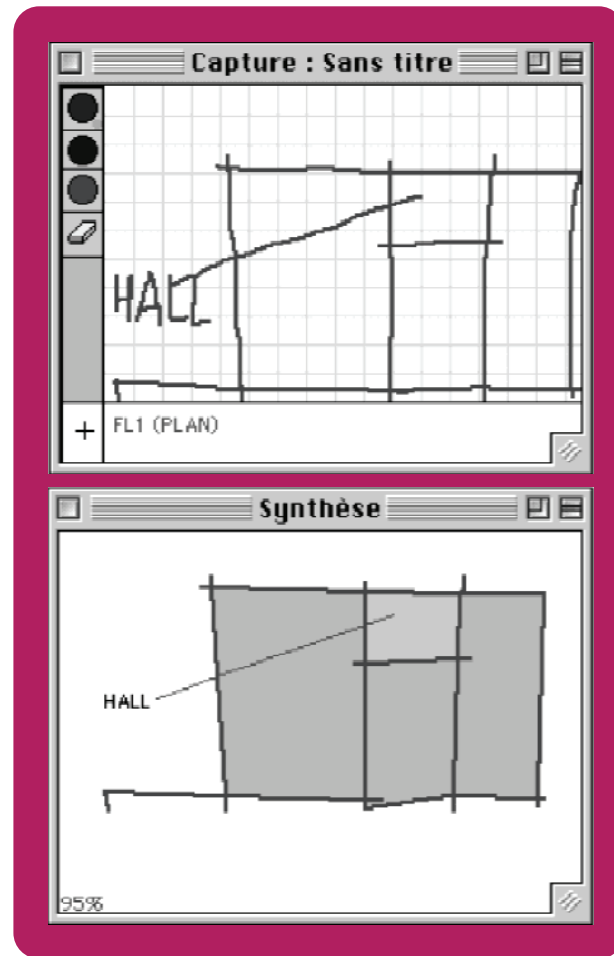 Capture : Sans titre
HALL
FL1 (PLAN)
Synthèse
HALL
95%